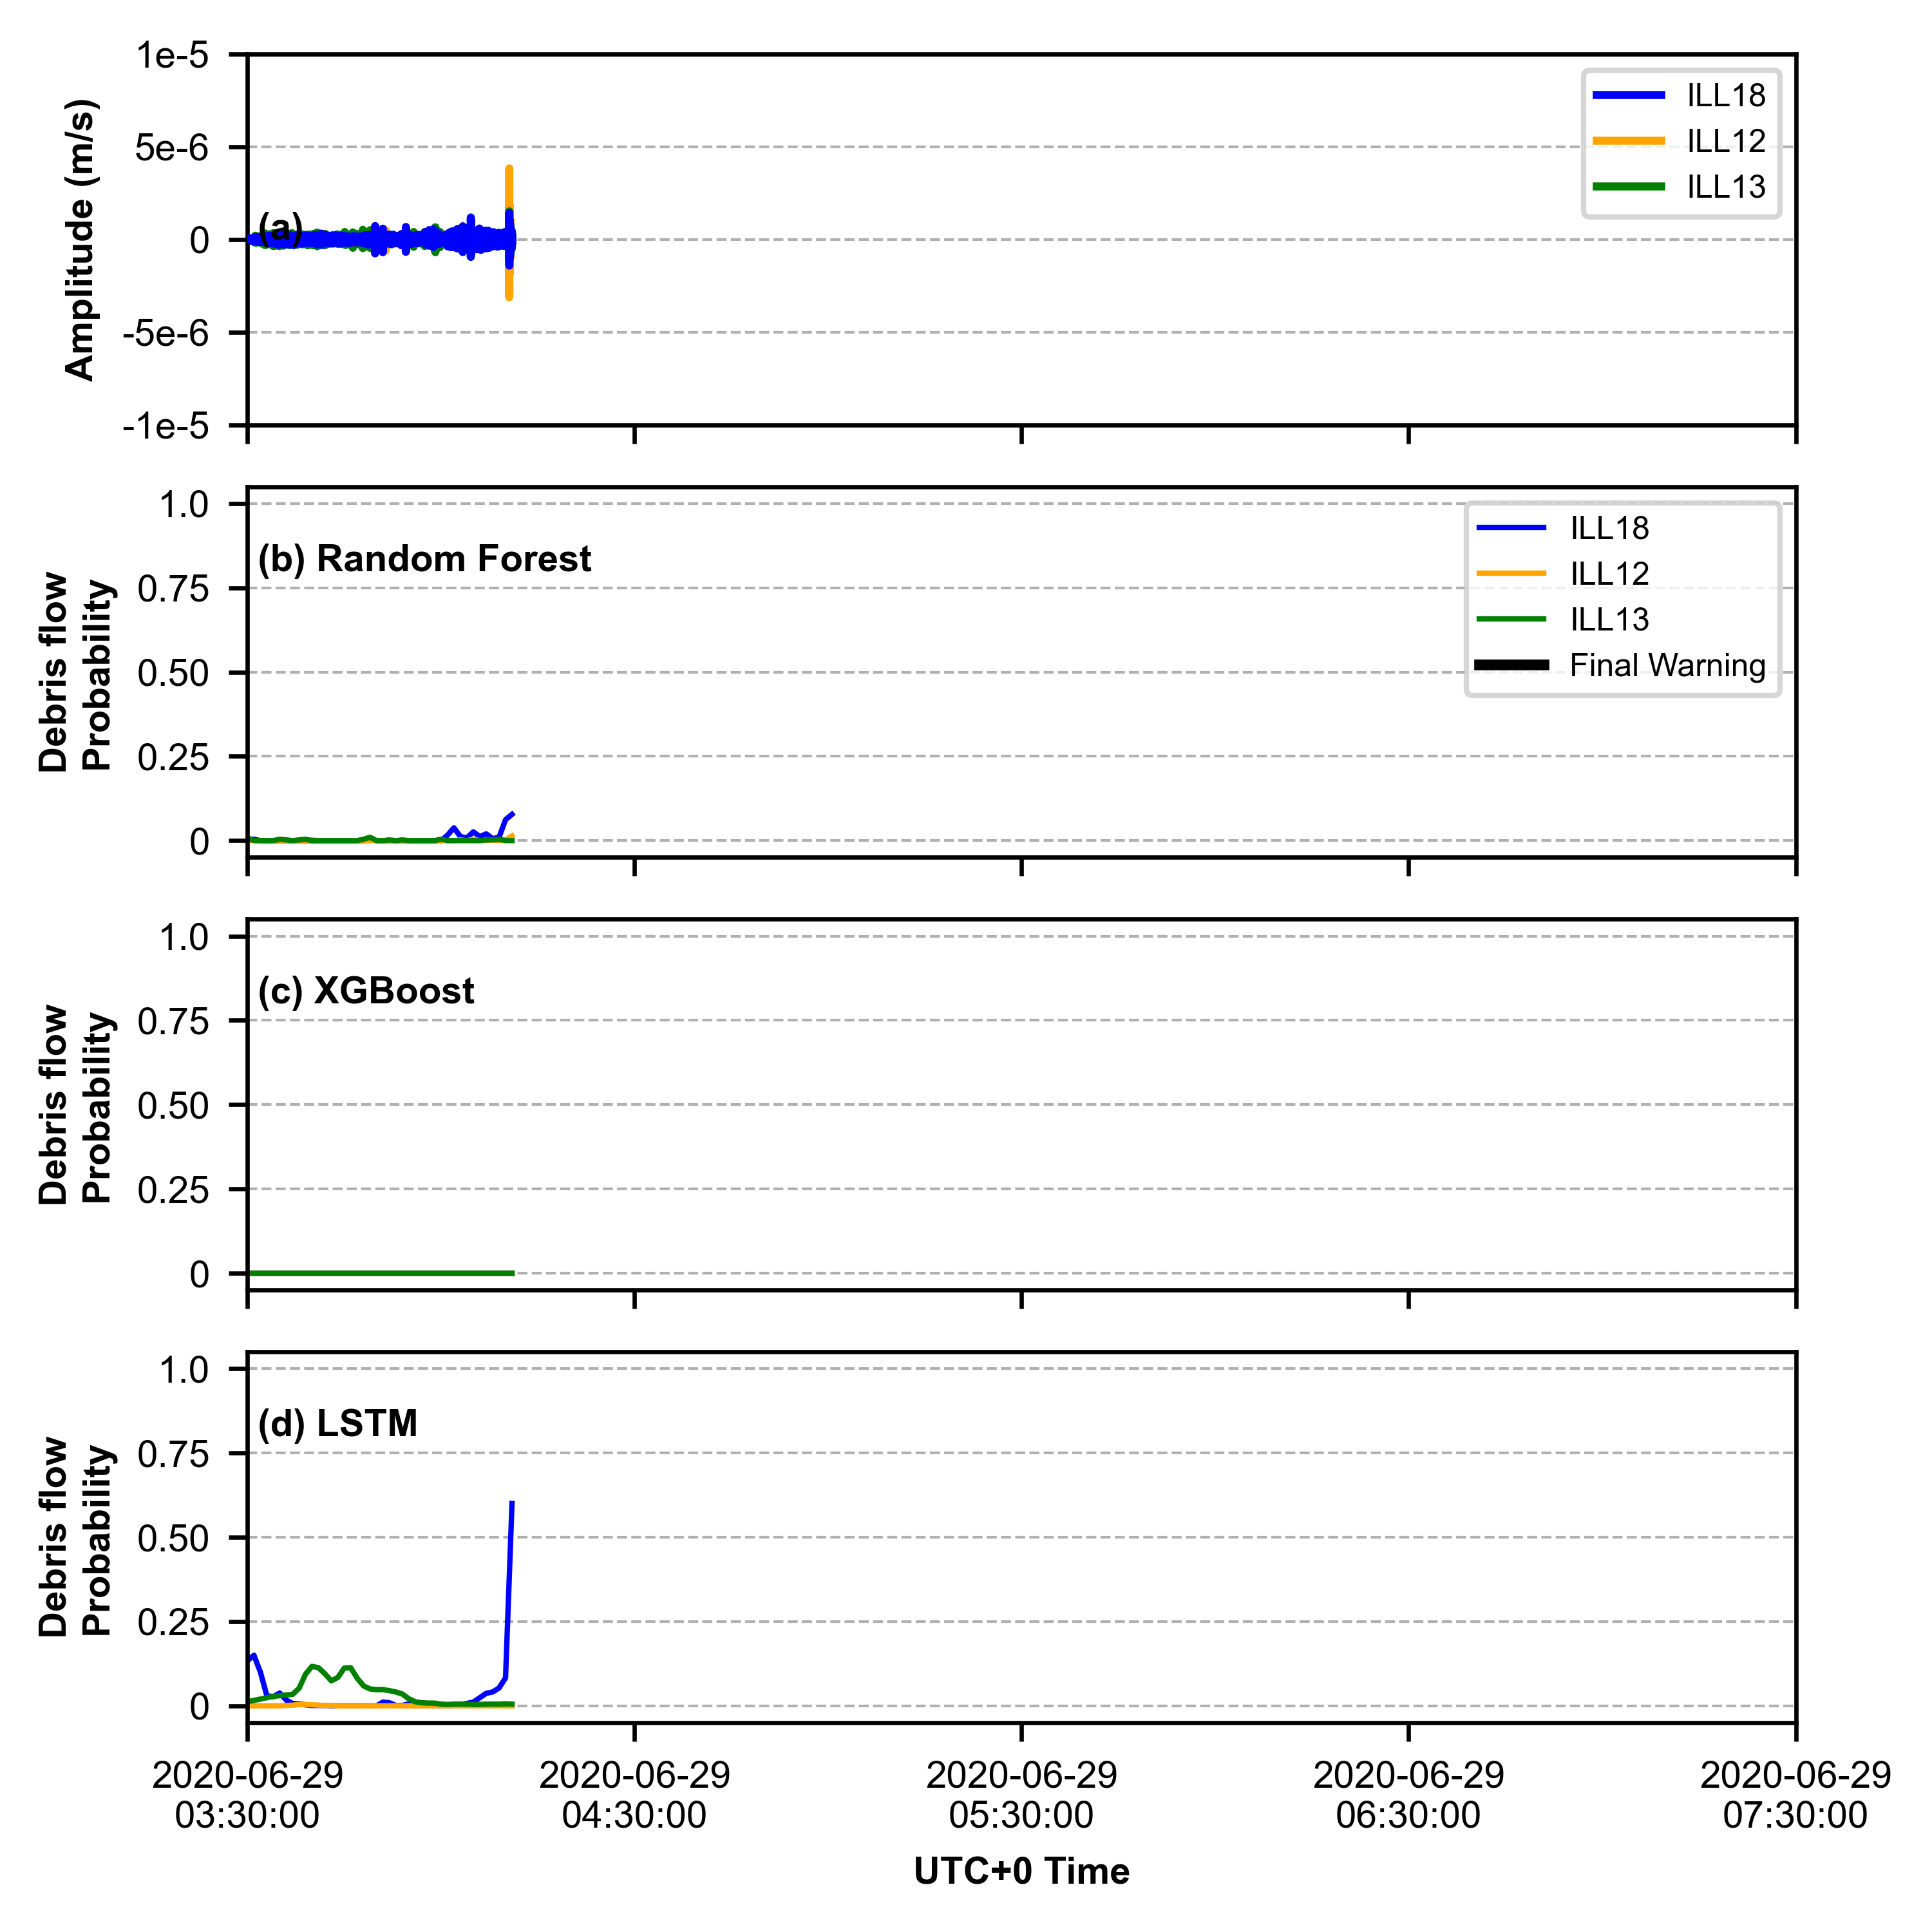 1e-5
5e-6
0
-5e-6
-1e-5
Amplitude (m/s)
(a)
ILL18
ILL12
ILL13
1.0
0.75
0.50
0.25
0
Debris flow
Probability
(b) Random Forest
ILL18
ILL12
ILL13
Final Warning
1.0
0.75
0.50
0.25
0
Debris flow
Probability
(c) XGBoost
1.0
0.75
0.50
0.25
0
Debris flow
Probability
(d) LSTM
2020-06-29
03:30:00
2020-06-29
04:30:00
2020-06-29
05:30:00
2020-06-29
06:30:00
2020-06-29
07:30:00
UTC+0 Time